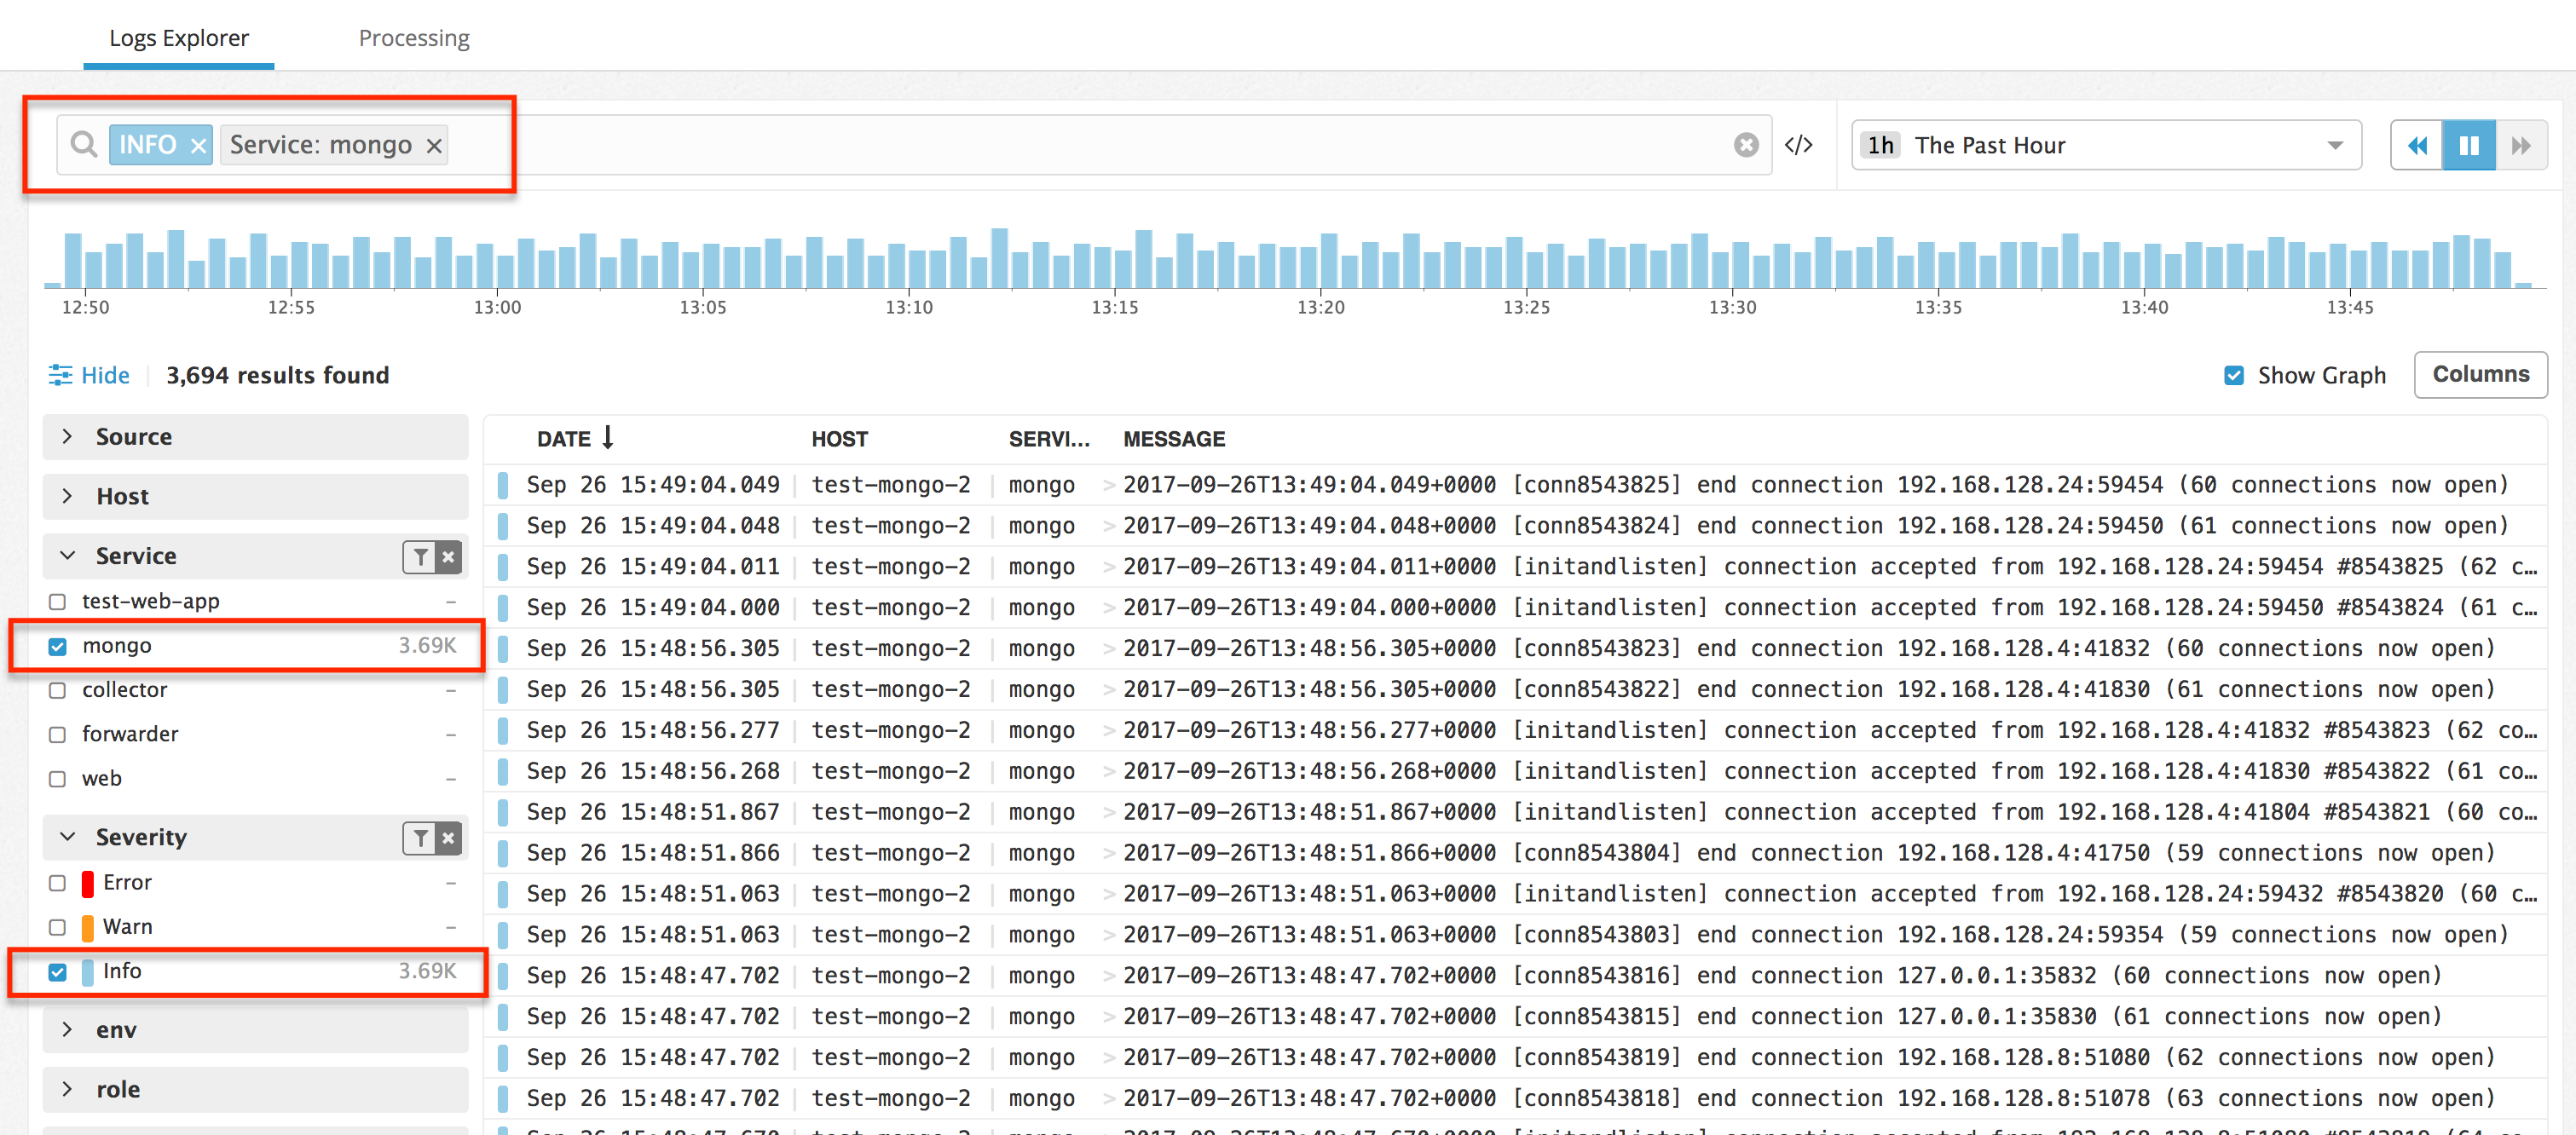 Logs Explorer Processing
INFO × Service: mongo × </> 1h The Past Hour
12:50 12:55 13:00 13:05 13:10 13:15 13:20 13:25 13:30 13:35 13:40 13:45
Hide 3,694 results found Show Graph Columns
Source
Host
Service
test-web-app –
mongo 3.69K
collector –
forwarder –
web –
Severity
Error –
Warn –
Info 3.69K
env
role
DATE ↓ HOST SERVI... MESSAGE
Sep 26 15:49:04.049 | test-mongo-2 | mongo > 2017-09-26T13:49:04.049+0000 [conn8543825] end connection 192.168.128.24:59454 (60 connections now open)
Sep 26 15:49:04.048 | test-mongo-2 | mongo > 2017-09-26T13:49:04.048+0000 [conn8543824] end connection 192.168.128.24:59450 (61 connections now open)
Sep 26 15:49:04.011 | test-mongo-2 | mongo > 2017-09-26T13:49:04.011+0000 [initandlisten] connection accepted from 192.168.128.24:59454 #8543825 (62 c…
Sep 26 15:49:04.000 | test-mongo-2 | mongo > 2017-09-26T13:49:04.000+0000 [initandlisten] connection accepted from 192.168.128.24:59450 #8543824 (61 c…
Sep 26 15:48:56.305 | test-mongo-2 | mongo > 2017-09-26T13:48:56.305+0000 [conn8543823] end connection 192.168.128.4:41832 (60 connections now open)
Sep 26 15:48:56.305 | test-mongo-2 | mongo > 2017-09-26T13:48:56.305+0000 [conn8543822] end connection 192.168.128.4:41830 (61 connections now open)
Sep 26 15:48:56.277 | test-mongo-2 | mongo > 2017-09-26T13:48:56.277+0000 [initandlisten] connection accepted from 192.168.128.4:41832 #8543823 (62 co…
Sep 26 15:48:56.268 | test-mongo-2 | mongo > 2017-09-26T13:48:56.268+0000 [initandlisten] connection accepted from 192.168.128.4:41830 #8543822 (61 co…
Sep 26 15:48:51.867 | test-mongo-2 | mongo > 2017-09-26T13:48:51.867+0000 [initandlisten] connection accepted from 192.168.128.4:41804 #8543821 (60 co…
Sep 26 15:48:51.866 | test-mongo-2 | mongo > 2017-09-26T13:48:51.866+0000 [conn8543804] end connection 192.168.128.4:41750 (59 connections now open)
Sep 26 15:48:51.063 | test-mongo-2 | mongo > 2017-09-26T13:48:51.063+0000 [initandlisten] connection accepted from 192.168.128.24:59432 #8543820 (60 c…
Sep 26 15:48:51.063 | test-mongo-2 | mongo > 2017-09-26T13:48:51.063+0000 [conn8543803] end connection 192.168.128.24:59354 (59 connections now open)
Sep 26 15:48:47.702 | test-mongo-2 | mongo > 2017-09-26T13:48:47.702+0000 [conn8543816] end connection 127.0.0.1:35832 (60 connections now open)
Sep 26 15:48:47.702 | test-mongo-2 | mongo > 2017-09-26T13:48:47.702+0000 [conn8543815] end connection 127.0.0.1:35830 (61 connections now open)
Sep 26 15:48:47.702 | test-mongo-2 | mongo > 2017-09-26T13:48:47.702+0000 [conn8543819] end connection 192.168.128.8:51080 (62 connections now open)
Sep 26 15:48:47.702 | test-mongo-2 | mongo > 2017-09-26T13:48:47.702+0000 [conn8543818] end connection 192.168.128.8:51078 (63 connections now open)